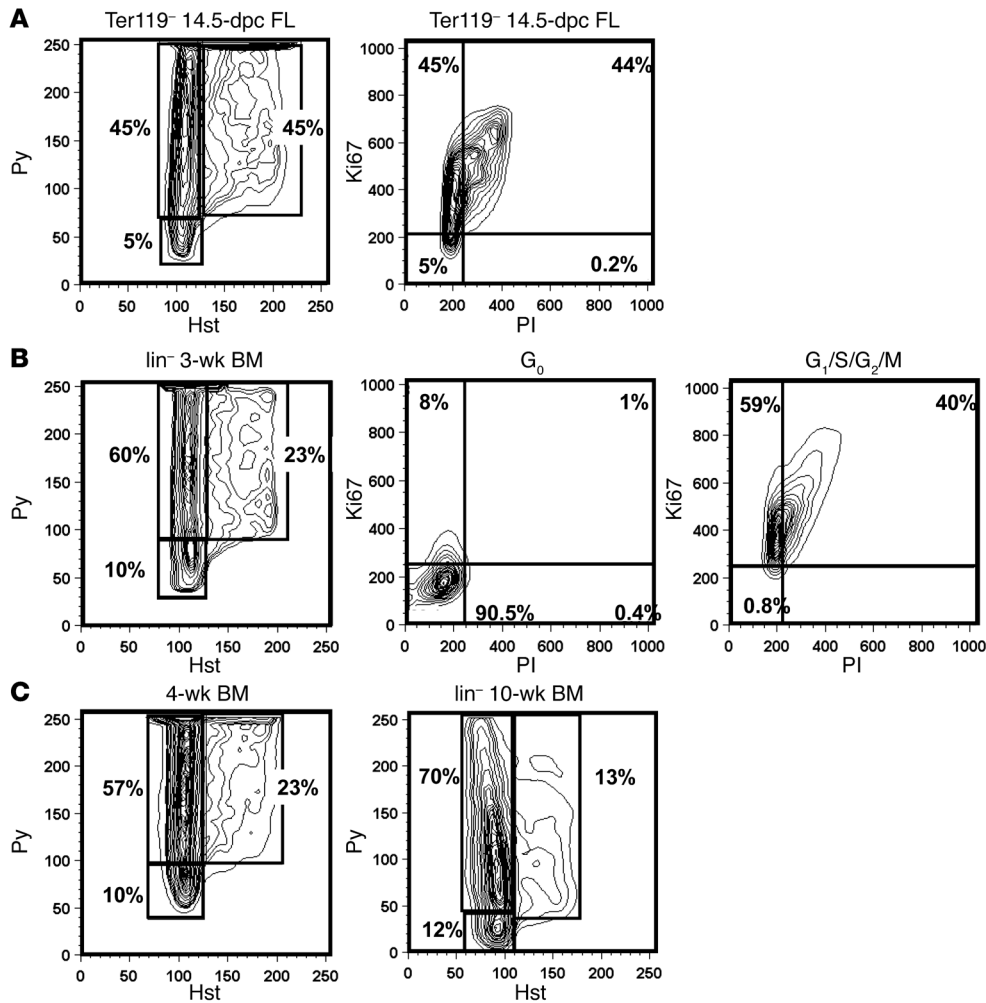 A
Ter119⁻ 14.5-dpc FL
Ter119⁻ 14.5-dpc FL
Py
250
200
150
100
50
0
45%
45%
5%
0 50 100 150 200 250
Hst
Ki67
1000
800
600
400
200
0
45%
44%
5%
0.2%
0 200 400 600 800 1000
PI
B
lin⁻ 3-wk BM
G₀
G₁/S/G₂/M
Py
250
200
150
100
50
0
60%
23%
10%
0 50 100 150 200 250
Hst
Ki67
1000
800
600
400
200
0
8%
1%
90.5%
0.4%
0 200 400 600 800 1000
PI
Ki67
1000
800
600
400
200
0
59%
40%
0.8%
0 200 400 600 800 1000
PI
C
4-wk BM
lin⁻ 10-wk BM
Py
250
200
150
100
50
0
57%
23%
10%
0 50 100 150 200 250
Hst
Py
250
200
150
100
50
0
70%
13%
12%
0 50 100 150 200 250
Hst